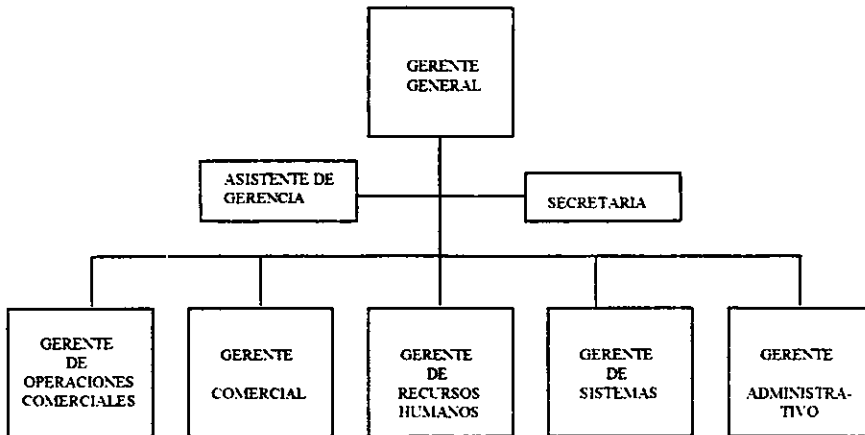 GERENTE
GENERAL
ASISTENTE DE
GERENCIA
SECRETARIA
GERENTE
DE
OPERACIONES
COMERCIALES
GERENTE
COMERCIAL
GERENTE
DE
RECURSOS
HUMANOS
GERENTE
DE
SISTEMAS
GERENTE
ADMINISTRA-
TIVO